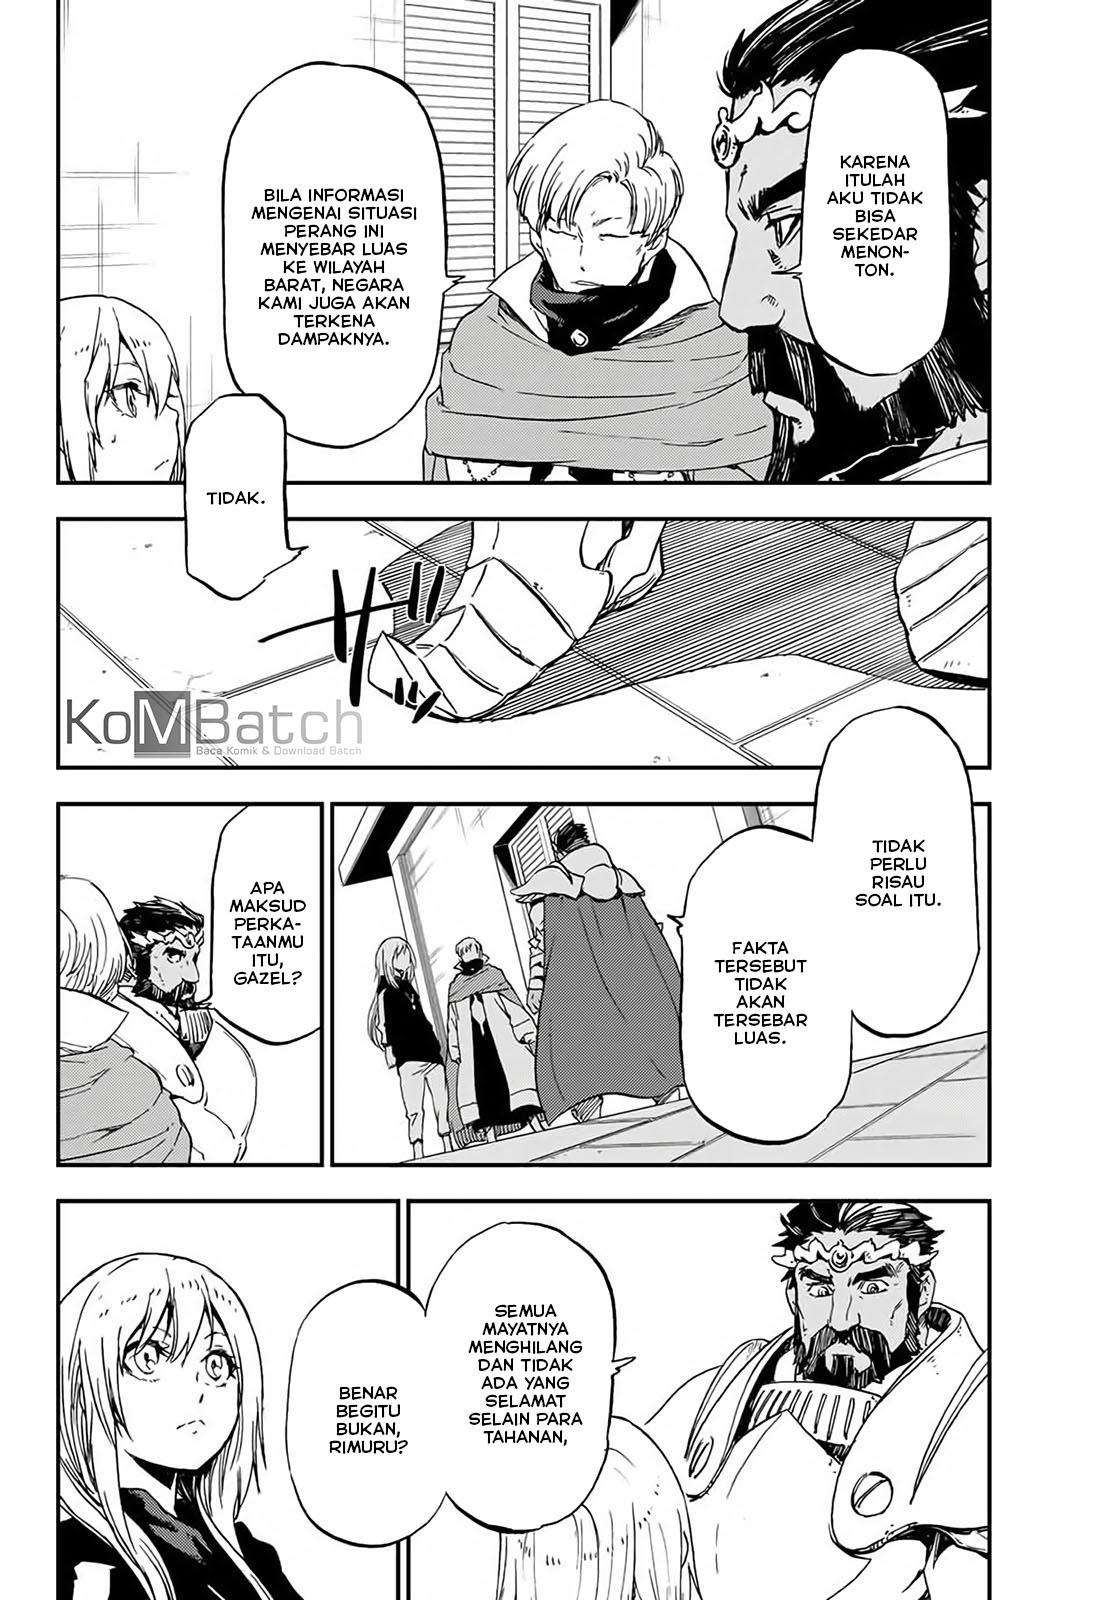 KARENA
ITULAH
AKU TIDAK
BISA
SEKEDAR
MENON-
TON.
BILA INFORMASI
MENGENAI SITUASI
PERANG INI
MENYEBAR LUAS
KE WILAYAH
BARAT, NEGARA
KAMI JUGA AKAN
TERKENA
DAMPAKNYA.
TIDAK.
KoMBatch
Baca Komik & Download Batch
TIDAK
PERLU
RISAU
SOAL ITU.
FAKTA
TERSEBUT
TIDAK
AKAN
TERSEBAR
LUAS.
APA
MAKSUD
PERKA-
TAANMU
ITU,
GAZEL?
SEMUA
MAYATNYA
MENGHILANG
DAN TIDAK
ADA YANG
SELAMAT
SELAIN PARA
TAHANAN,
BENAR
BEGITU
BUKAN,
RIMURU?